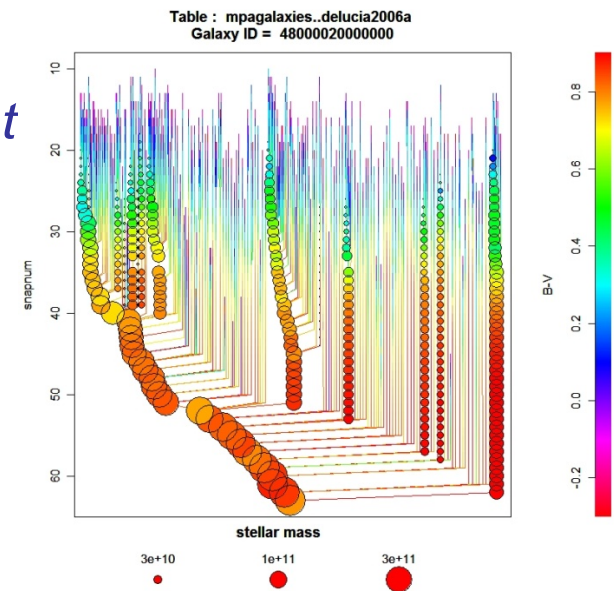 Table : mpagalaxies..delucia2006a
Galaxy ID = 48000020000000
t
10
20
30
40
50
60
snapnum
0.8
0.6
0.4
0.2
0.0
-0.2
B-V
stellar mass
3e+10
1e+11
3e+11